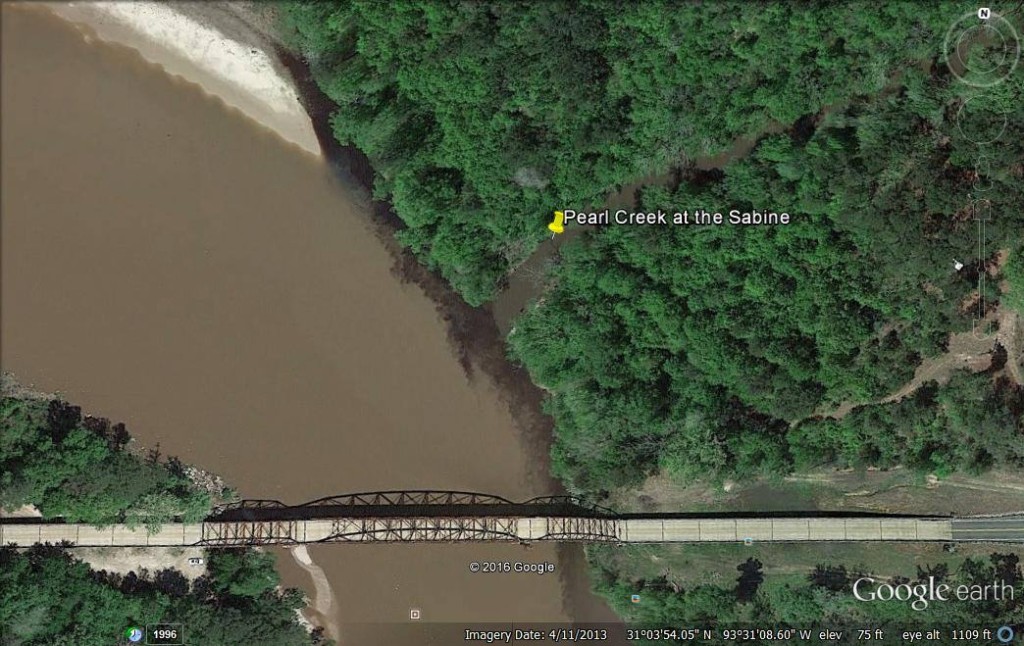 N
Pearl Creek at the Sabine
© 2016 Google
Google earth
1996
Imagery Date: 4/11/2013 31°03'54.05" N 93°31'08.60" W elev 75 ft eye alt 1109 ft